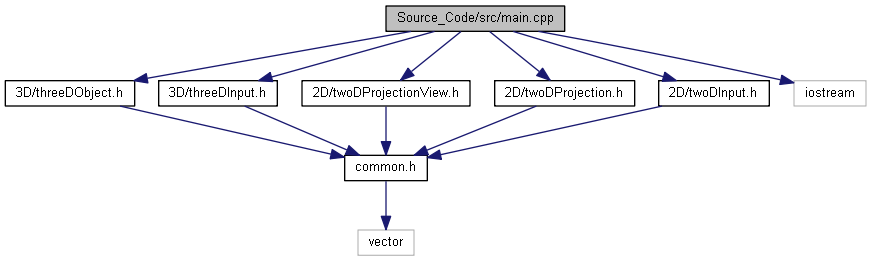 Source_Code/src/main.cpp
3D/threeDObject.h
3D/threeDInput.h
2D/twoDProjectionView.h
2D/twoDProjection.h
2D/twoDInput.h
iostream
common.h
vector